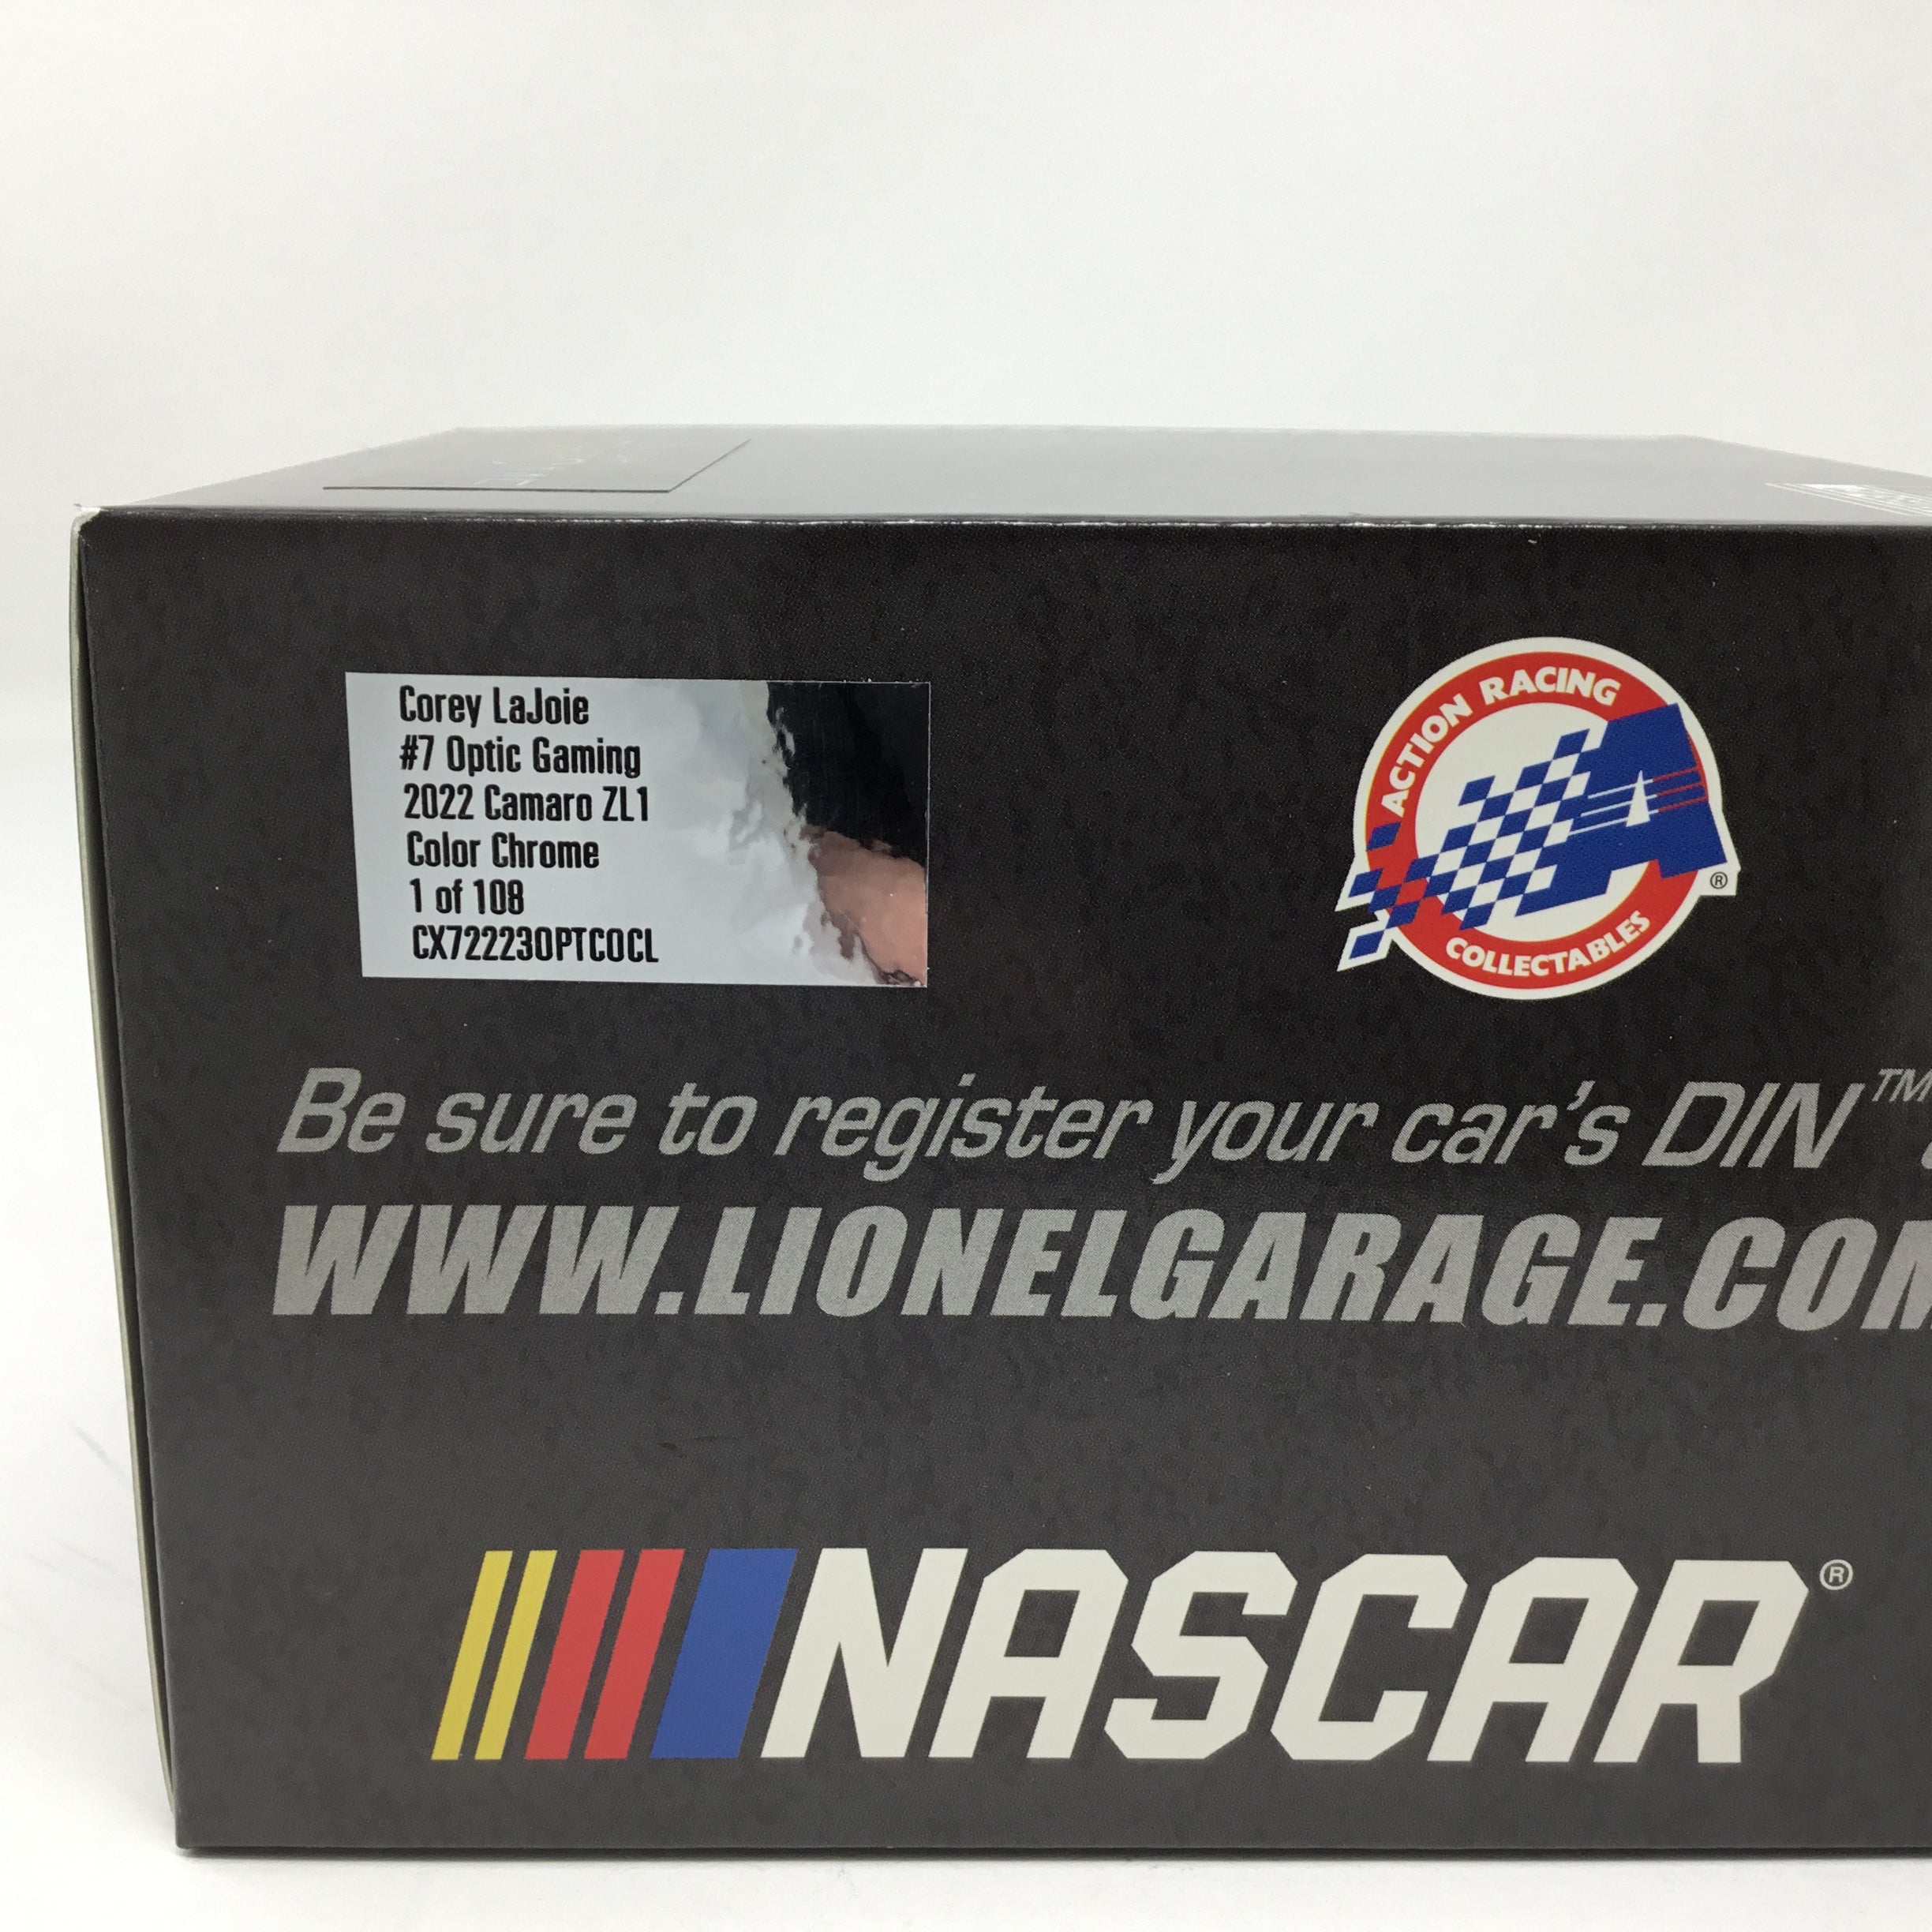 Corey LaJoie
#7 Optic Gaming
2022 Camaro ZL1
Color Chrome
1 of 108
CX722230PTCOCL
ACTION RACING
A
®
COLLECTABLES
Be sure to register your car's DIN™
WWW.LIONELGARAGE.COM
NASCAR®